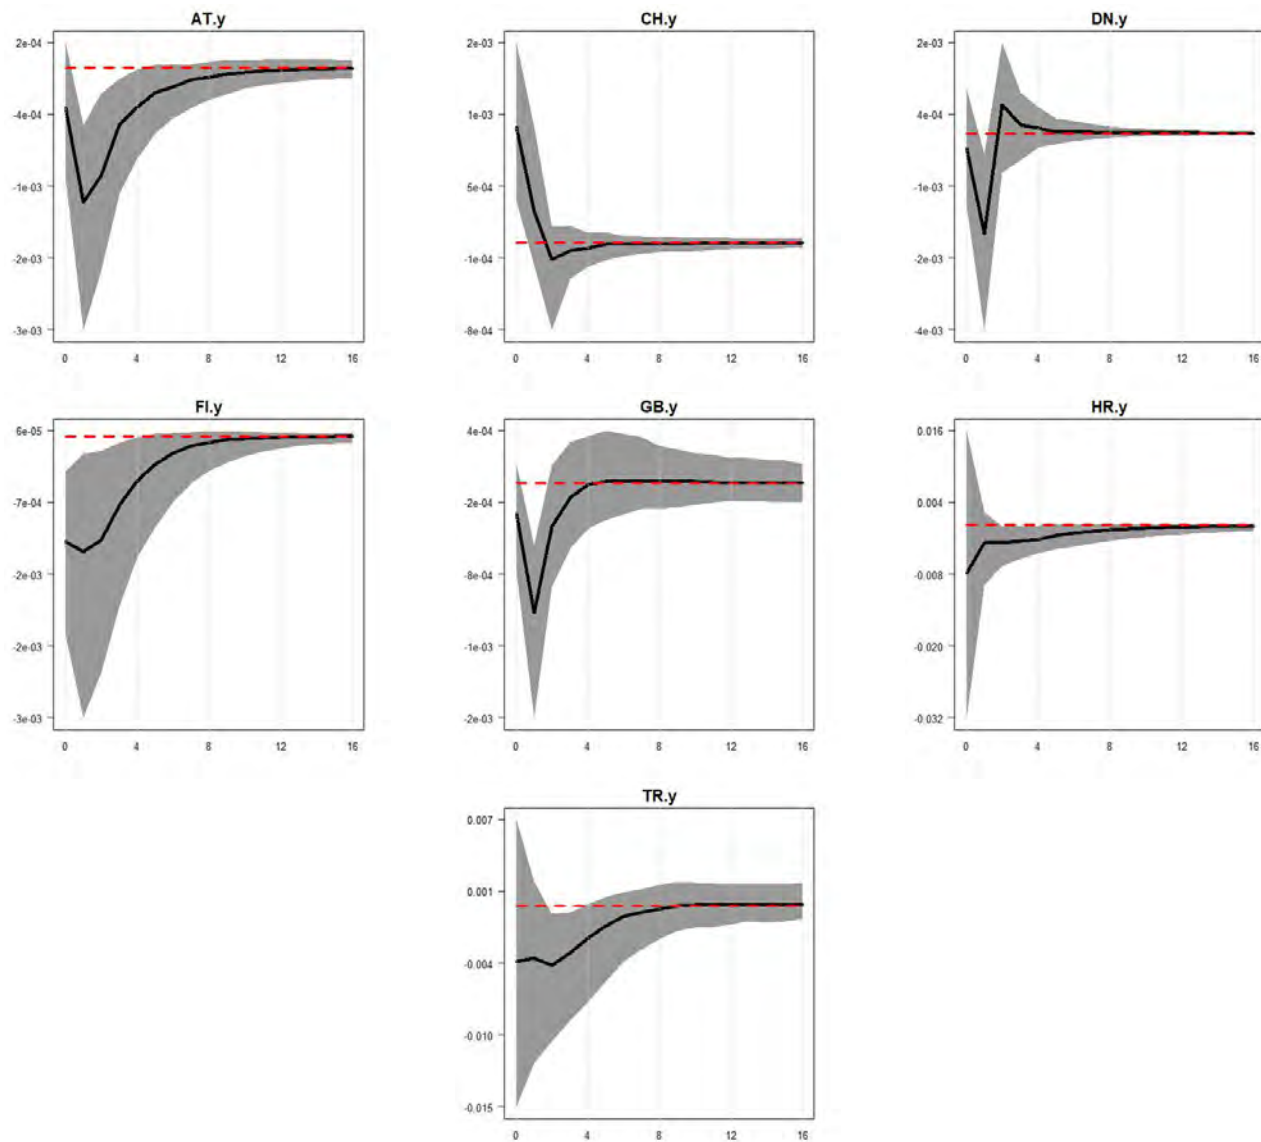 AT.y
2e-04
-4e-04
-1e-03
-2e-03
-3e-03
0 4 8 12 16
CH.y
2e-03
1e-03
5e-04
-1e-04
-8e-04
0 4 8 12 16
DN.y
2e-03
4e-04
-1e-03
-2e-03
-4e-03
0 4 8 12 16
FI.y
6e-05
-7e-04
-2e-03
-2e-03
-3e-03
0 4 8 12 16
GB.y
4e-04
-2e-04
-8e-04
-1e-03
-2e-03
0 4 8 12 16
HR.y
0.016
0.004
-0.008
-0.020
-0.032
0 4 8 12 16
TR.y
0.007
0.001
-0.004
-0.010
-0.015
0 4 8 12 16